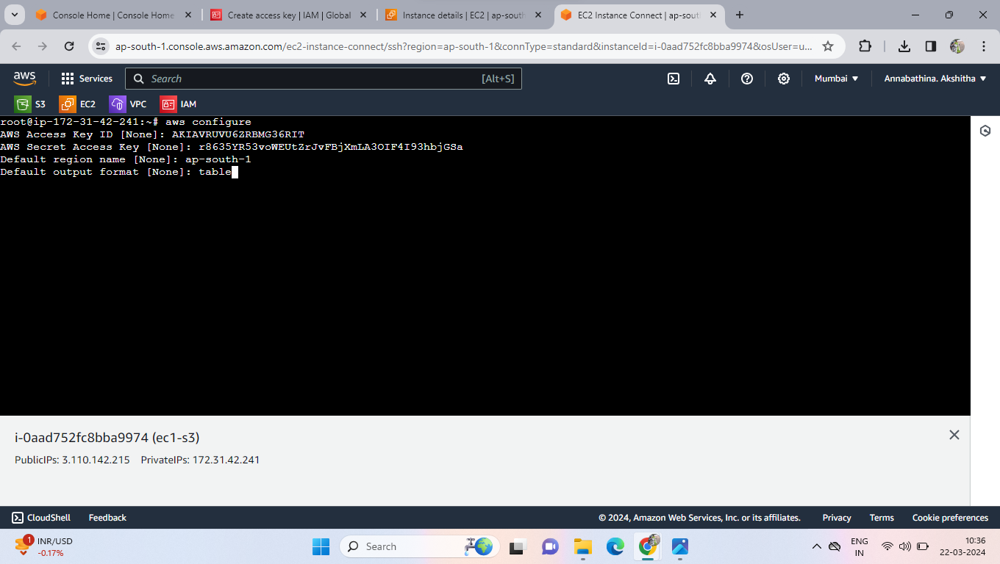 Console Home | Console Home
Create access key | IAM | Global
Instance details | EC2 | ap-sout
EC2 Instance Connect | ap-sout
ap-south-1.console.aws.amazon.com/ec2-instance-connect/ssh?region=ap-south-1&connType=standard&instanceId=i-0aad752fc8bba9974&osUser=u...
aws Services Search [Alt+S] Mumbai Annabathina. Akshitha
S3 EC2 VPC IAM
root@ip-172-31-42-241:~# aws configure
AWS Access Key ID [None]: AKIAVRUVU6ZRBMG36RIT
AWS Secret Access Key [None]: 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
Default region name [None]: ap-south-1
Default output format [None]: table
i-0aad752fc8bba9974 (ec1-s3)
PublicIPs: 3.110.142.215 PrivateIPs: 172.31.42.241
CloudShell Feedback © 2024, Amazon Web Services, Inc. or its affiliates. Privacy Terms Cookie preferences
1 INR/USD
-0.17%
Search
ENG
IN
10:36
22-03-2024